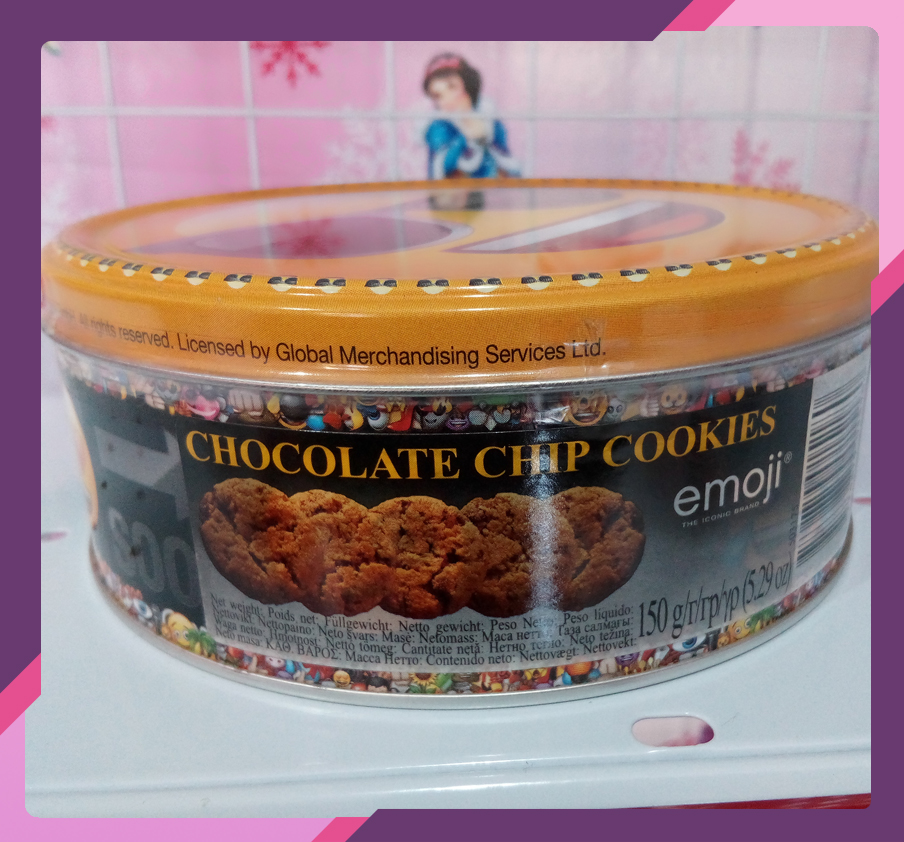 All rights reserved. Licensed by Global Merchandising Services Ltd.
CHOCOLATE CHIP COOKIES
emoji®
THE ICONIC BRAND
Net weight: Poids net: Füllgewicht: Netto gewicht: Peso Netto: Peso líquido:
Nettovikt: Nettopaino: Neto svars: Masė: Netomass: Маса нетто: Таза салмағы:
Waga netto: Hmotnost: Nettó tömeg: Cantitate netă: Нетно тегло: Neto težina:
Neto masa: ΚΑΘ. ΒΑΡΟΣ: Масса Нетто: Contenido neto: Nettovægt: Nettovekt:
150 g/г/гр/γρ (5.29 oz)